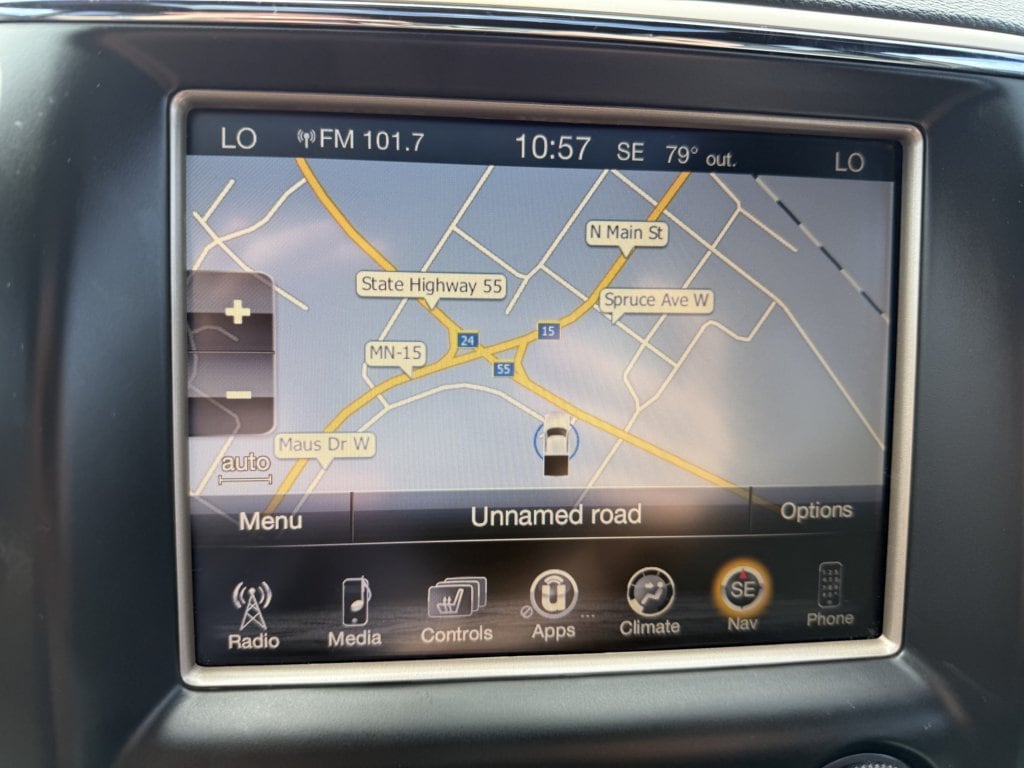 LO FM 101.7 10:57 SE 79° out. LO
N Main St
State Highway 55
Spruce Ave W
24 15
MN-15
55
Maus Dr W
+
−
auto
Menu Unnamed road Options
SE
Radio Media Controls Apps Climate Nav Phone